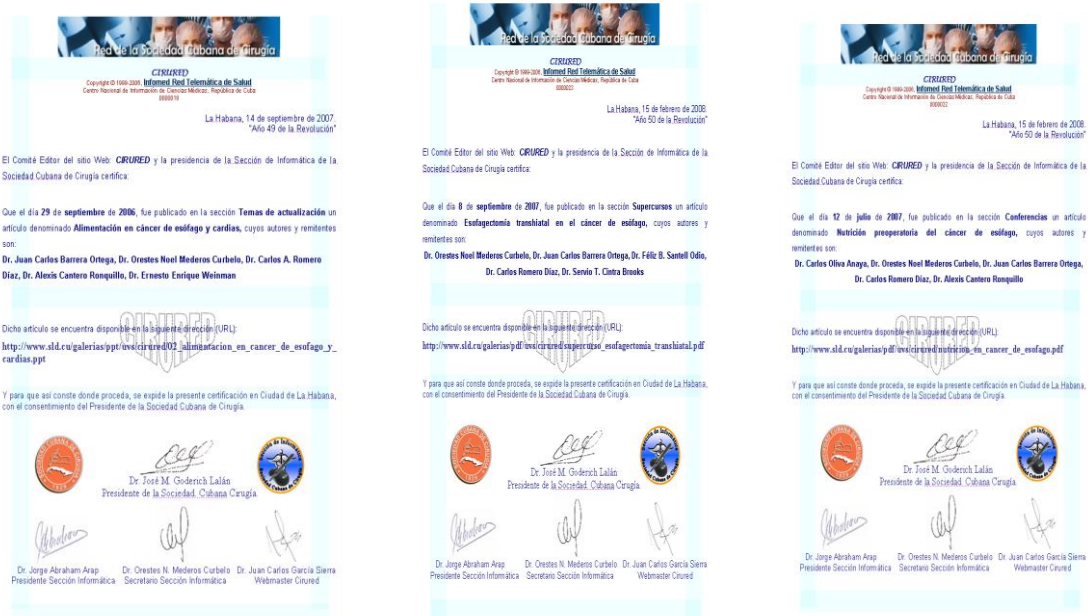 Red de la Sociedad Cubana de Cirugía
CIRURED
Copyright © 1999-2006, Infomed Red Telemática de Salud
Centro Nacional de Información de Ciencias Médicas, República de Cuba
La Habana, 14 de septiembre de 2007.
"Año 49 de la Revolución"
El Comité Editor del sitio Web: CIRURED y la presidencia de la Sección de Informática de la
Sociedad Cubana de Cirugía certifica:
Que el día 29 de septiembre de 2006, fue publicado en la sección Temas de actualización un
artículo denominado Alimentación en cáncer de esófago y cardias, cuyos autores y remitentes
son:
Dr. Juan Carlos Barrera Ortega, Dr. Orestes Noel Mederos Curbelo, Dr. Carlos A. Romero
Díaz, Dr. Alexis Cantero Ronquillo, Dr. Ernesto Enrique Weinman
CIRURED
Dicho artículo se encuentra disponible en la siguiente dirección (URL):
http://www.sld.cu/galerias/ppt/uvs/cirured/02_alimentacion_en_cancer_de_esofago_y_
cardias.ppt
Y para que así conste donde proceda, se expide la presente certificación en Ciudad de La Habana,
con el consentimiento del Presidente de la Sociedad Cubana de Cirugía.
Dr. José M. Goderich Lalán
Presidente de la Sociedad. Cubana Cirugía.
Dr. Jorge Abraham Arap Dr. Orestes N. Mederos Curbelo Dr. Juan Carlos García Sierra
Presidente Sección Informática Secretario Sección Informática Webmaster Cirured
Red de la Sociedad Cubana de Cirugía
CIRURED
Copyright © 1999-2006, Infomed Red Telemática de Salud
Centro Nacional de Información de Ciencias Médicas, República de Cuba
0000023
La Habana, 15 de febrero de 2008.
"Año 50 de la Revolución"
El Comité Editor del sitio Web: CIRURED y la presidencia de la Sección de Informática de la
Sociedad Cubana de Cirugía certifica:
Que el día 8 de septiembre de 2007, fue publicado en la sección Supercursos un artículo
denominado Esofagectomía transhiatal en el cáncer de esófago, cuyos autores y
remitentes son:
Dr. Orestes Noel Mederos Curbelo, Dr. Juan Carlos Barrera Ortega, Dr. Féliz B. Santell Odio,
Dr. Carlos Romero Díaz, Dr. Servio T. Cintra Brooks
CIRURED
Dicho artículo se encuentra disponible en la siguiente dirección (URL):
http://www.sld.cu/galerias/pdf/uvs/cirured/supercurso_esofagectomia_transhiatal.pdf
Y para que así conste donde proceda, se expide la presente certificación en Ciudad de La Habana,
con el consentimiento del Presidente de la Sociedad Cubana de Cirugía.
Dr. José M. Goderich Lalán
Presidente de la Sociedad. Cubana Cirugía.
Dr. Jorge Abraham Arap Dr. Orestes N. Mederos Curbelo Dr. Juan Carlos García Sierra
Presidente Sección Informática Secretario Sección Informática Webmaster Cirured
Red de la Sociedad Cubana de Cirugía
CIRURED
Copyright © 1999-2006, Infomed Red Telemática de Salud
Centro Nacional de Información de Ciencias Médicas, República de Cuba
0000022
La Habana, 15 de febrero de 2008.
"Año 50 de la Revolución"
El Comité Editor del sitio Web: CIRURED y la presidencia de la Sección de Informática de la
Sociedad Cubana de Cirugía certifica:
Que el día 12 de julio de 2007, fue publicado en la sección Conferencias un artículo
denominado Nutrición preoperatoria del cáncer de esófago, cuyos autores y
remitentes son:
Dr. Carlos Oliva Anaya, Dr. Orestes Noel Mederos Curbelo, Dr. Juan Carlos Barrera Ortega,
Dr. Carlos Romero Díaz, Dr. Alexis Cantero Ronquillo
CIRURED
Dicho artículo se encuentra disponible en la siguiente dirección (URL):
http://www.sld.cu/galerias/pdf/uvs/cirured/nutricion_en_cancer_de_esofago.pdf
Y para que así conste donde proceda, se expide la presente certificación en Ciudad de La Habana,
con el consentimiento del Presidente de la Sociedad Cubana de Cirugía.
Dr. José M. Goderich Lalán
Presidente de la Sociedad. Cubana Cirugía.
Dr. Jorge Abraham Arap Dr. Orestes N. Mederos Curbelo Dr. Juan Carlos García Sierra
Presidente Sección Informática Secretario Sección Informática Webmaster Cirured